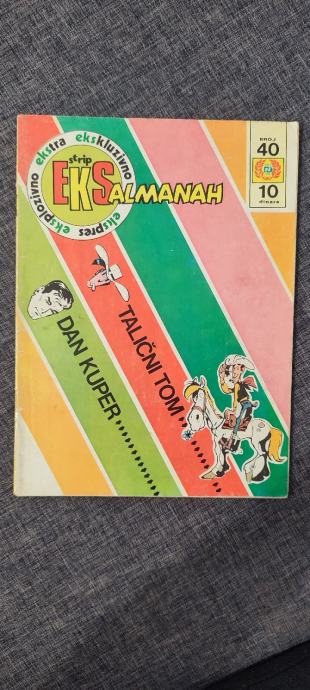 eksplozivno ekstra ekskluzivno ekspres
strip
EKS ALMANAH
BROJ
40
10
dinara
TALIČNI TOM
DAN KUPER